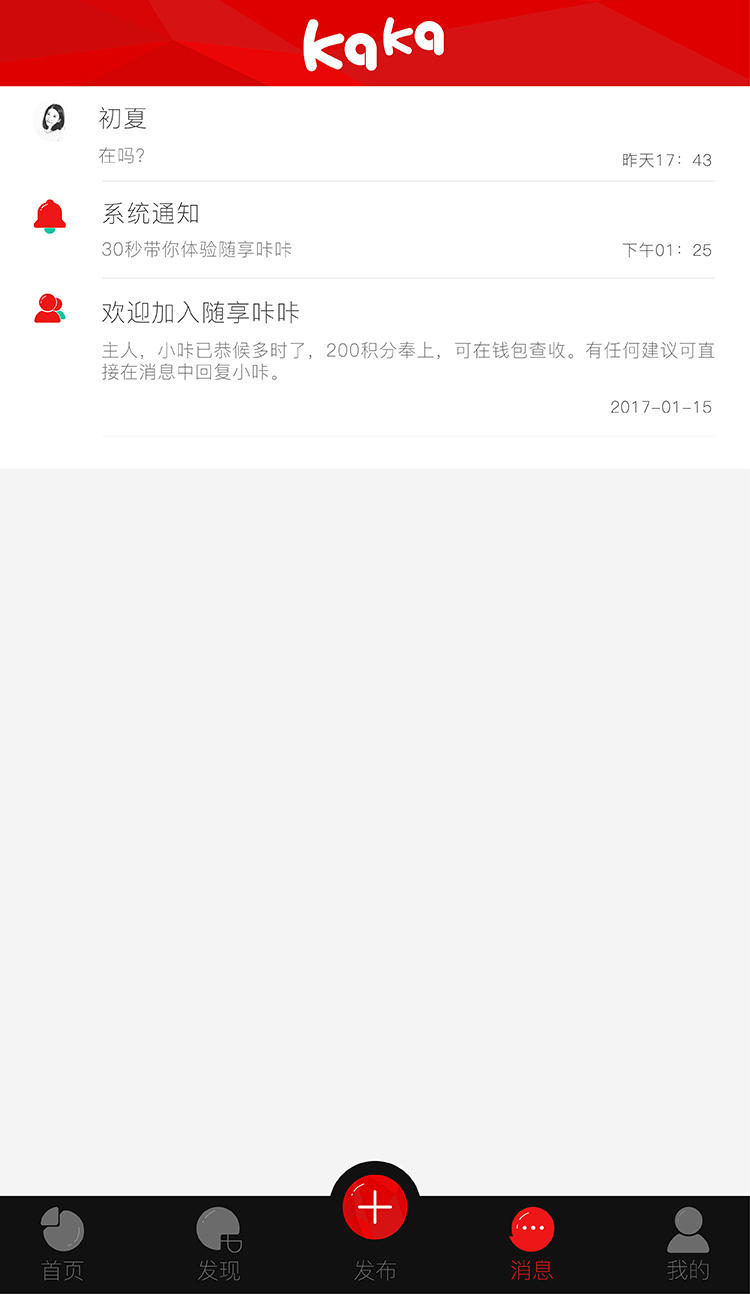 kaka
初夏
在吗?
昨天17：43
系统通知
30秒带你体验随享咔咔
下午01：25
欢迎加入随享咔咔
主人，小咔已恭候多时了，200积分奉上，可在钱包查收。有任何建议可直
接在消息中回复小咔。
2017-01-15
首页
发现
发布
消息
我的